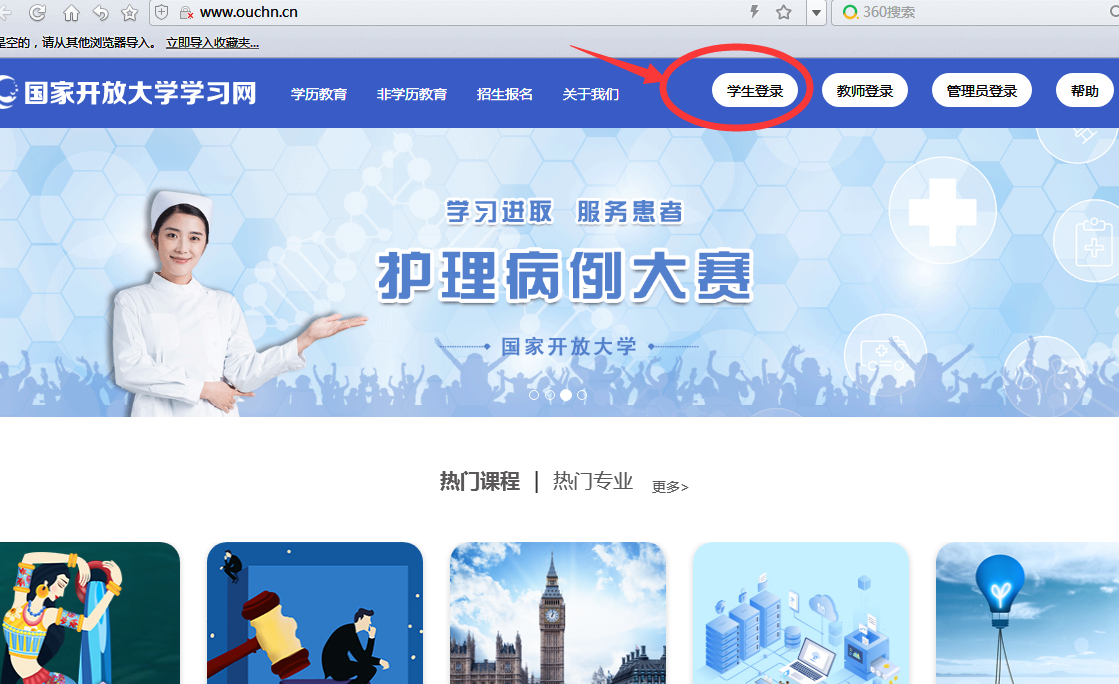 www.ouchn.cn
360搜索
是空的，请从其他浏览器导入。 立即导入收藏夹...
国家开放大学学习网 学历教育 非学历教育 招生报名 关于我们 学生登录 教师登录 管理员登录 帮助
学习进取 服务患者
护理病例大赛
国家开放大学
热门课程 | 热门专业 更多>